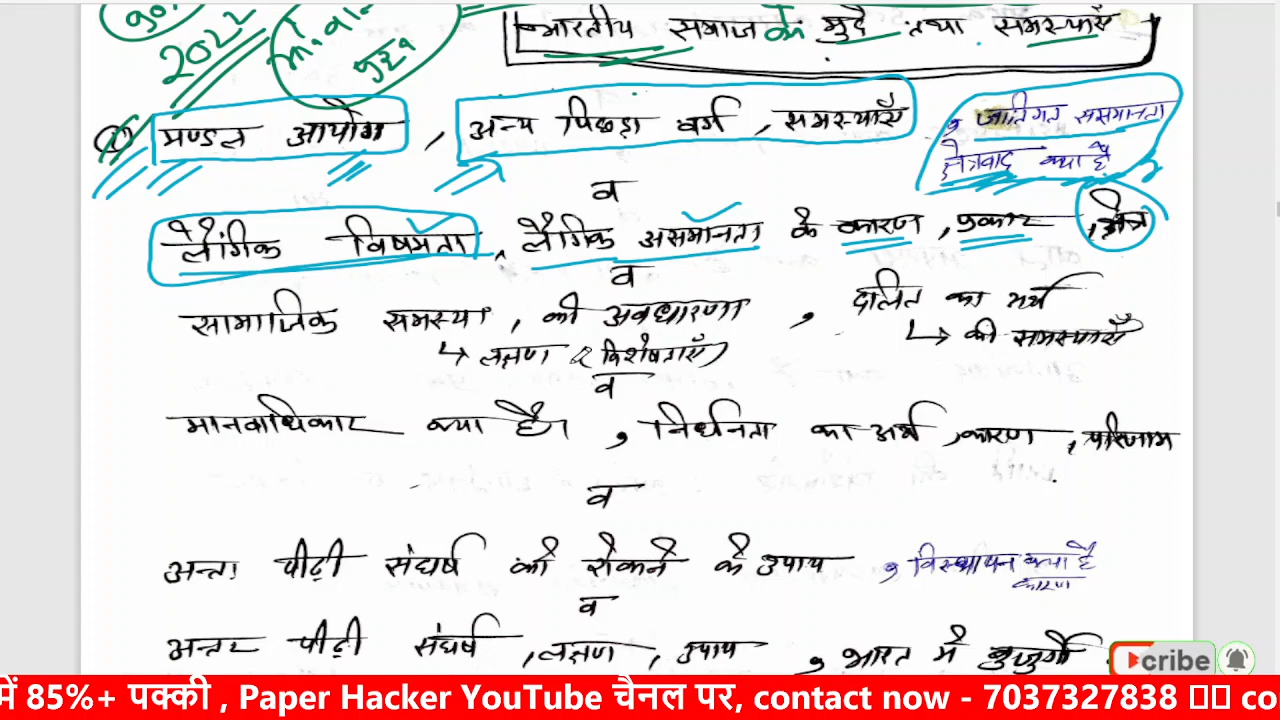 2022
भारतीय समाज के मुद्दे तथा समस्याएँ
मण्डल आयोग, अन्य पिछड़ा वर्ग, समस्याएँ
, जातिगत असमानता
क्षेत्रवाद क्या है
व
लैंगिक विषमता, लैंगिक असमानता के कारण, प्रकार, क्षेत्र
व
सामाजिक समस्या, की अवधारणा, दलित का अर्थ
↳ लक्षण (विशेषताएँ) ↳ की समस्याएँ
व
मानवाधिकार क्या है। , निर्धनता का अर्थ, कारण, परिणाम
व
अन्तः पीढ़ी संघर्ष को रोकने के उपाय , विस्थापन क्या है
कारण
व
अन्तर पीढ़ी संघर्ष, लक्षण, उपाय , भारत में बुजुर्गों
cribe
में 85%+ पक्की , Paper Hacker YouTube चैनल पर, contact now - 7037327838 co